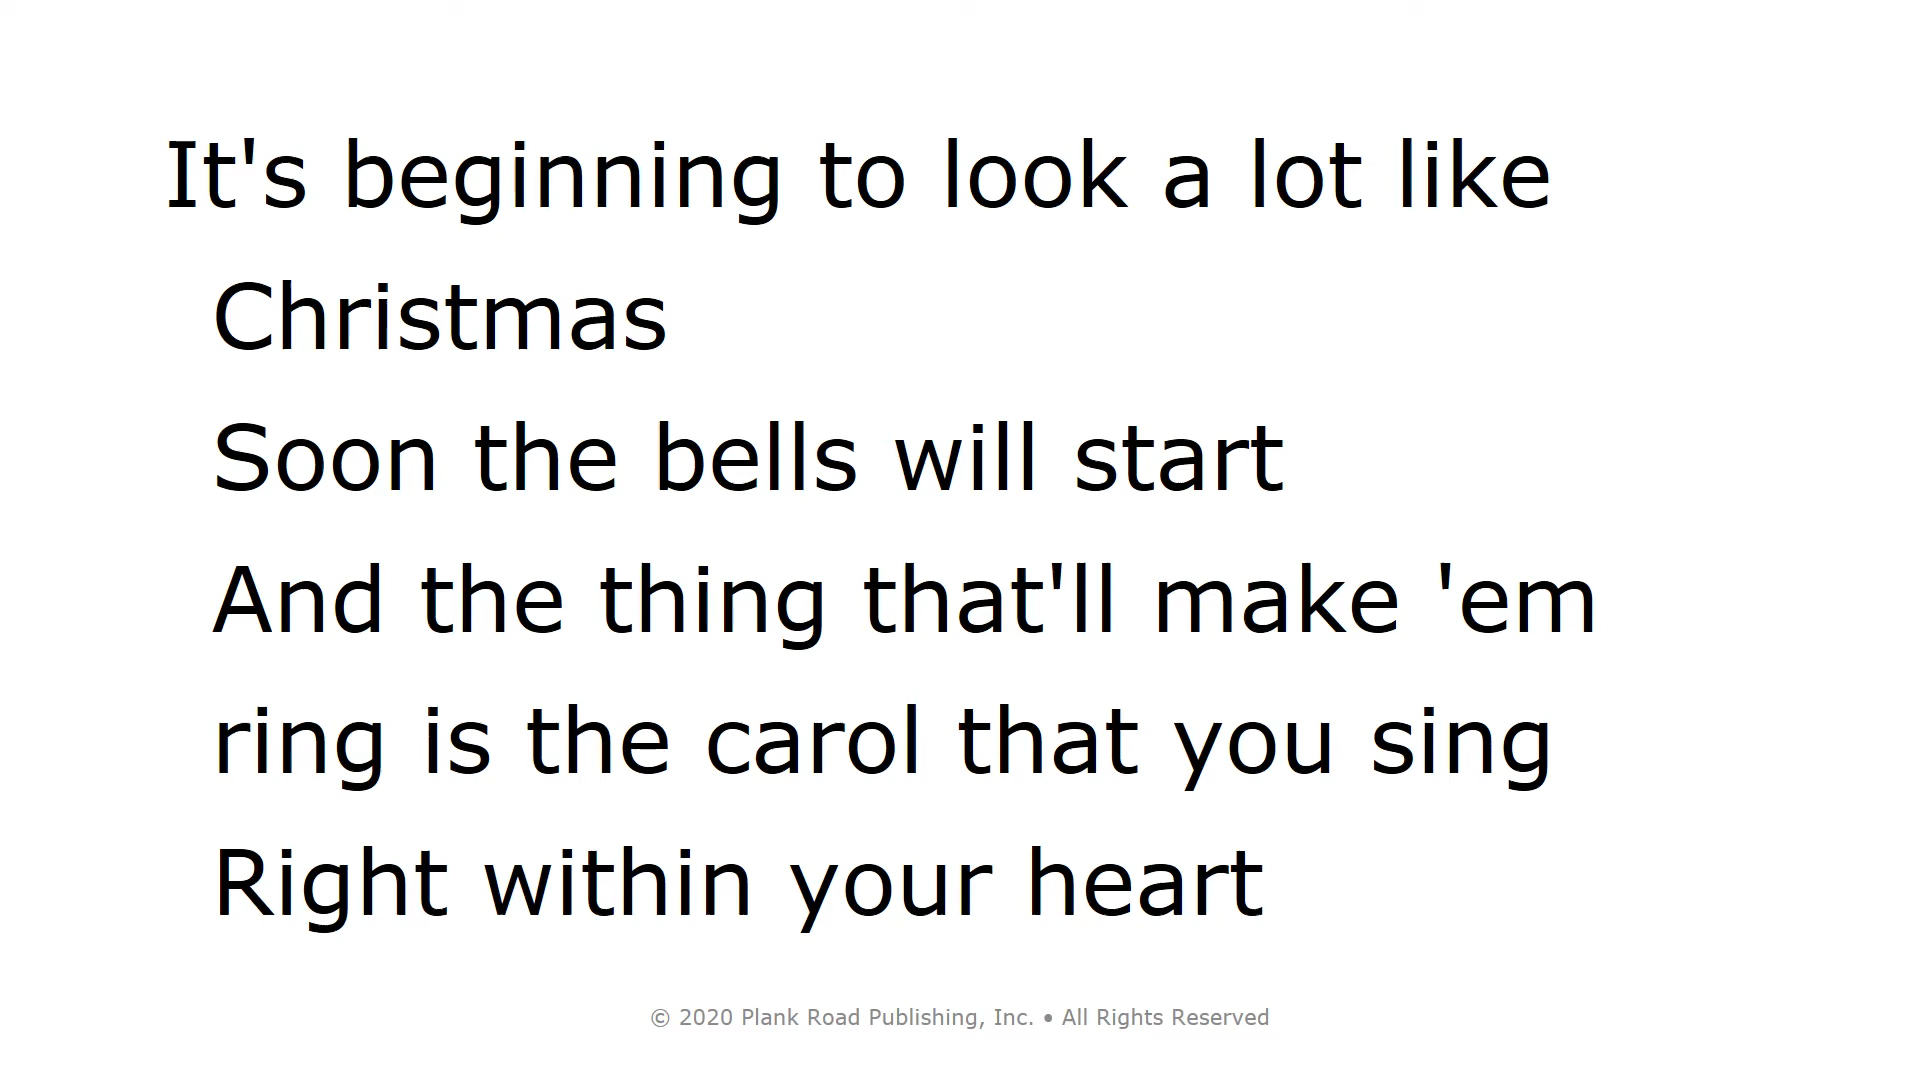 It's beginning to look a lot like
Christmas
Soon the bells will start
And the thing that'll make 'em
ring is the carol that you sing
Right within your heart
© 2020 Plank Road Publishing, Inc. • All Rights Reserved